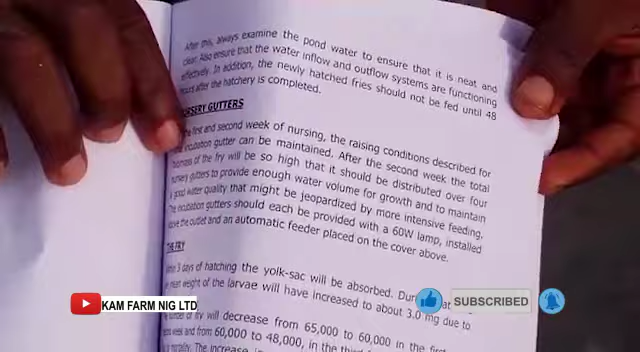 After this, always examine the pond water to ensure that it is neat and
clear. Also ensure that the water inflow and outflow systems are functioning
effectively. In addition, the newly hatched fries should not be fed until 48
hours after the hatchery is completed.
NURSERY GUTTERS
first and second week of nursing, the raising conditions described for
incubation gutter can be maintained. After the second week the total
biomass of the fry will be so high that it should be distributed over four
nursery gutters to provide enough water volume for growth and to maintain
good water quality that might be jeopardized by more intensive feeding.
The incubation gutters should each be provided with a 60W lamp, installed
above the outlet and an automatic feeder placed on the cover above.
THE FRY
3 days of hatching the yolk-sac will be absorbed.
weight of the larvae will have increased to about 3.0 mg due to
of fry will decrease from 65,000 to 60,000 in the first
week and from 60,000 to 48,000, in the third
mortality. The increase
KAM FARM NIG LTD
SUBSCRIBED